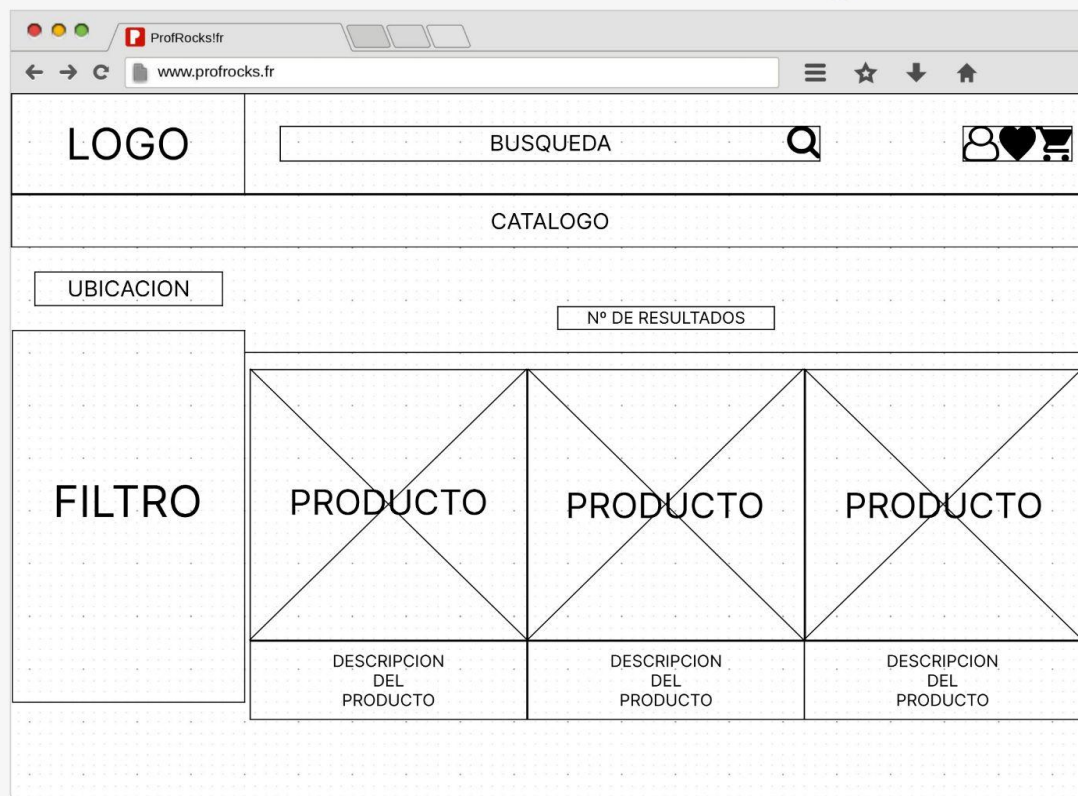 ProfRocks!fr
www.profrocks.fr
LOGO
BUSQUEDA
CATALOGO
UBICACION
Nº DE RESULTADOS
FILTRO
PRODUCTO
PRODUCTO
PRODUCTO
DESCRIPCION
DEL
PRODUCTO
DESCRIPCION
DEL
PRODUCTO
DESCRIPCION
DEL
PRODUCTO